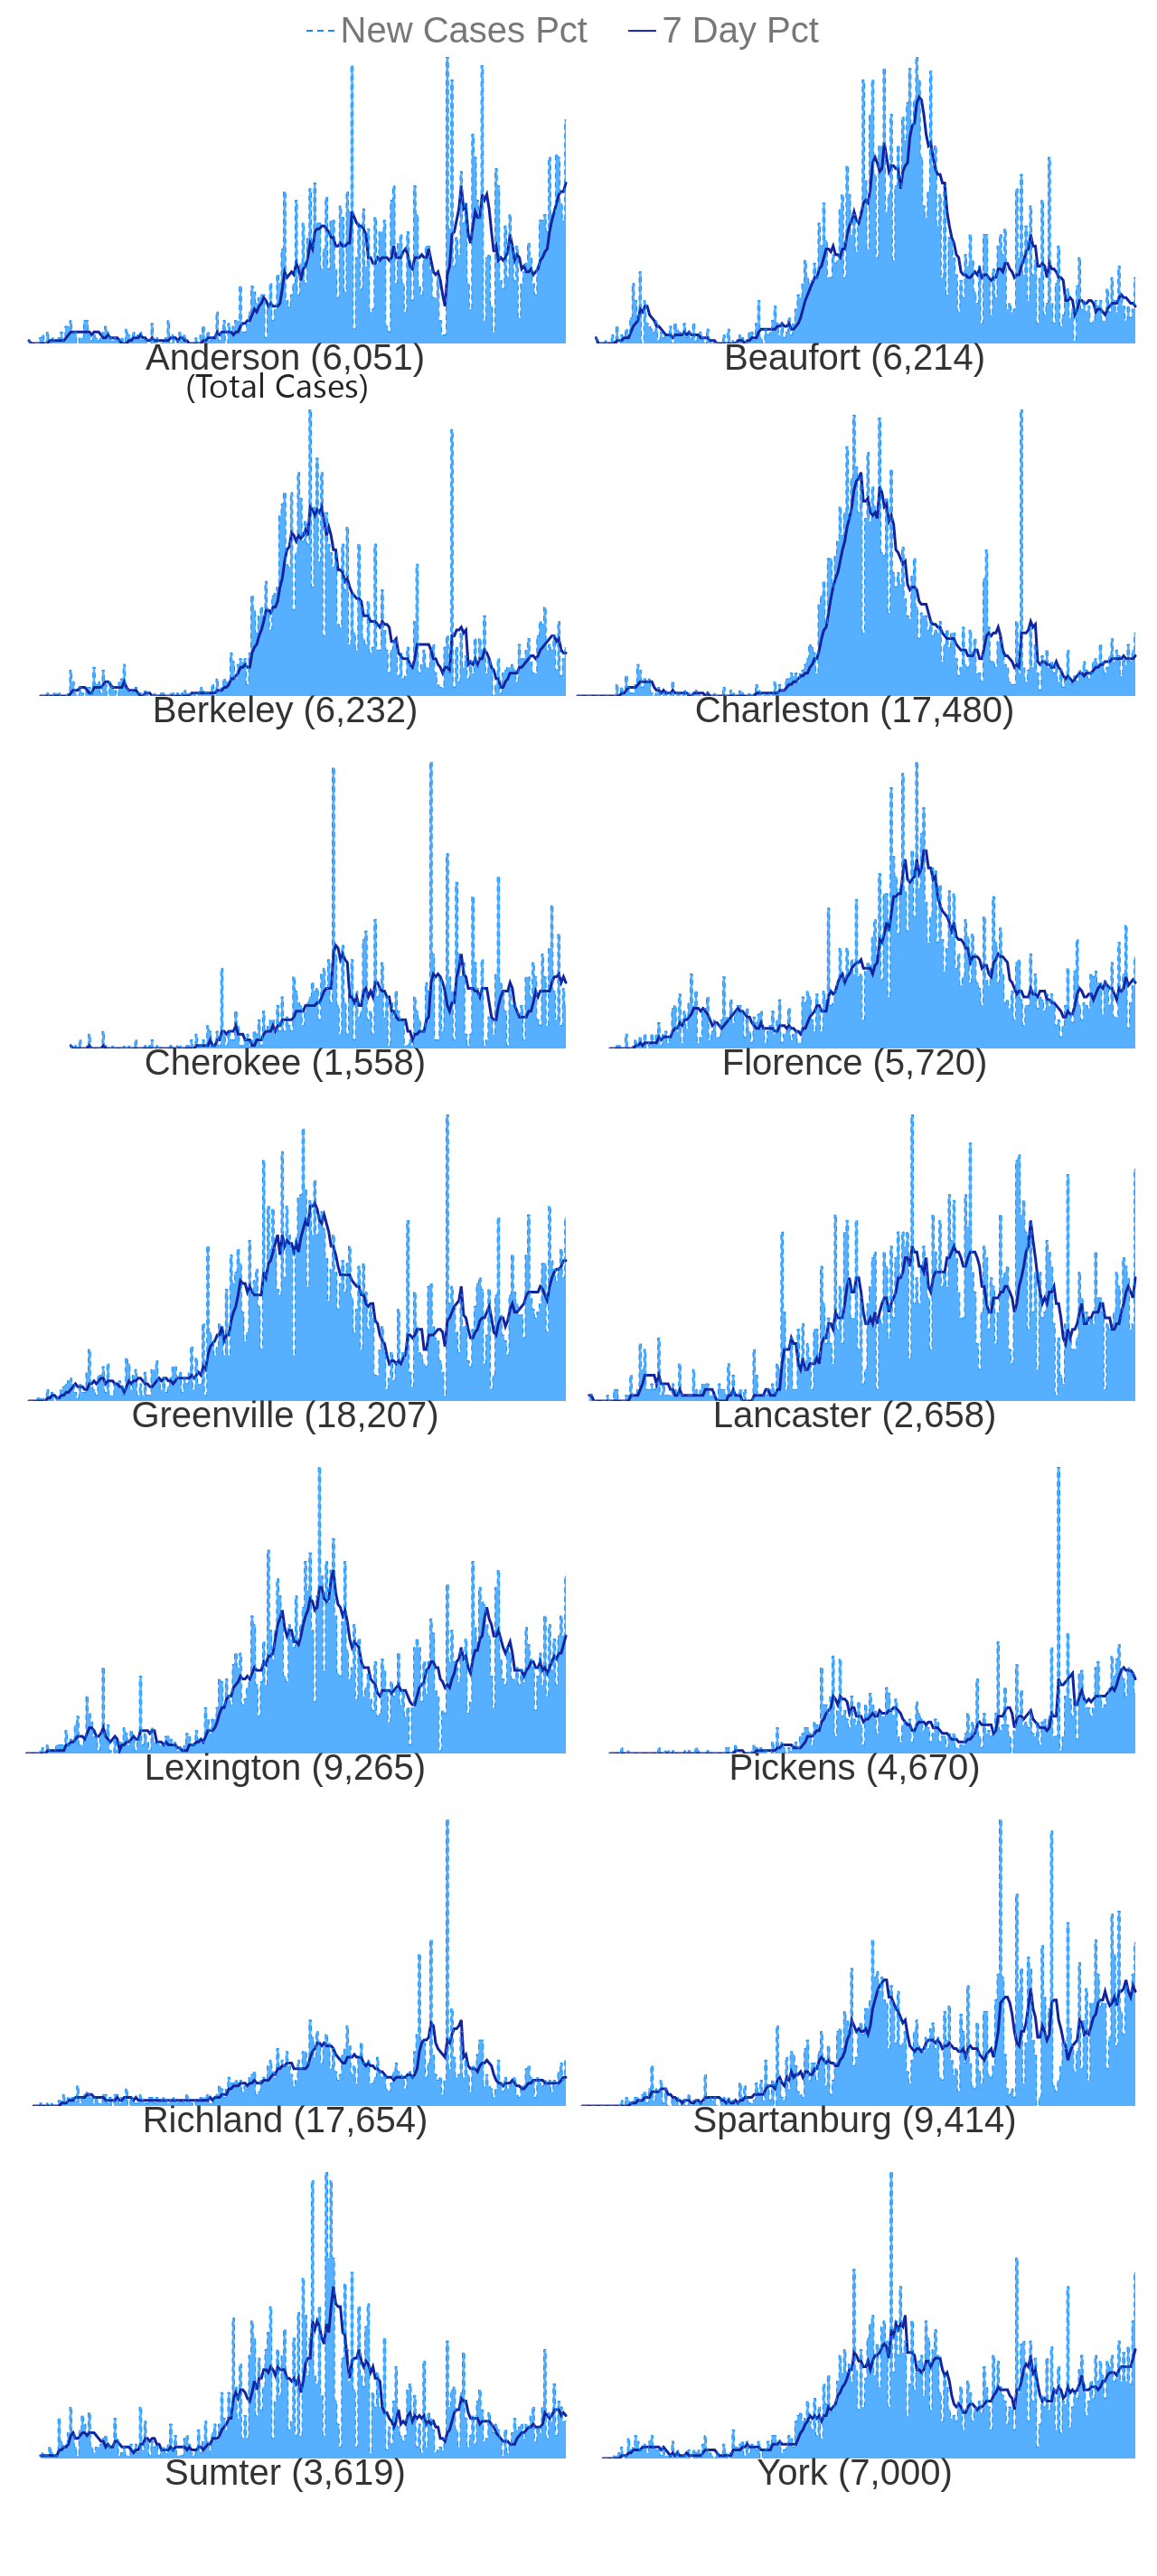 New Cases Pct 7 Day Pct
Anderson (6,051) Beaufort (6,214)
(Total Cases)
Berkeley (6,232) Charleston (17,480)
Cherokee (1,558) Florence (5,720)
Greenville (18,207) Lancaster (2,658)
Lexington (9,265) Pickens (4,670)
Richland (17,654) Spartanburg (9,414)
Sumter (3,619) York (7,000)